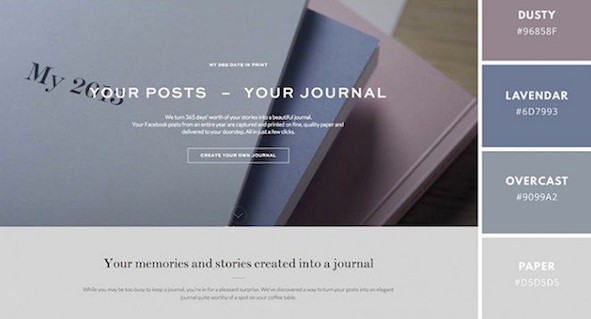 My 2013
MY 365 DAYS IN PRINT
YOUR POSTS – YOUR JOURNAL
We turn 365 days' worth of your stories into a beautiful journal.
Your Facebook posts from an entire year are captured and printed on fine, quality paper and
delivered to your doorstep. All in just a few clicks.
CREATE YOUR OWN JOURNAL
Your memories and stories created into a journal
While you may be too busy to keep a journal, you're in for a pleasant surprise. We've discovered a way to turn your posts into an elegant
journal quite worthy of a spot on your coffee table.
DUSTY
#96858F
LAVENDAR
#6D7993
OVERCAST
#9099A2
PAPER
#D5D5D5